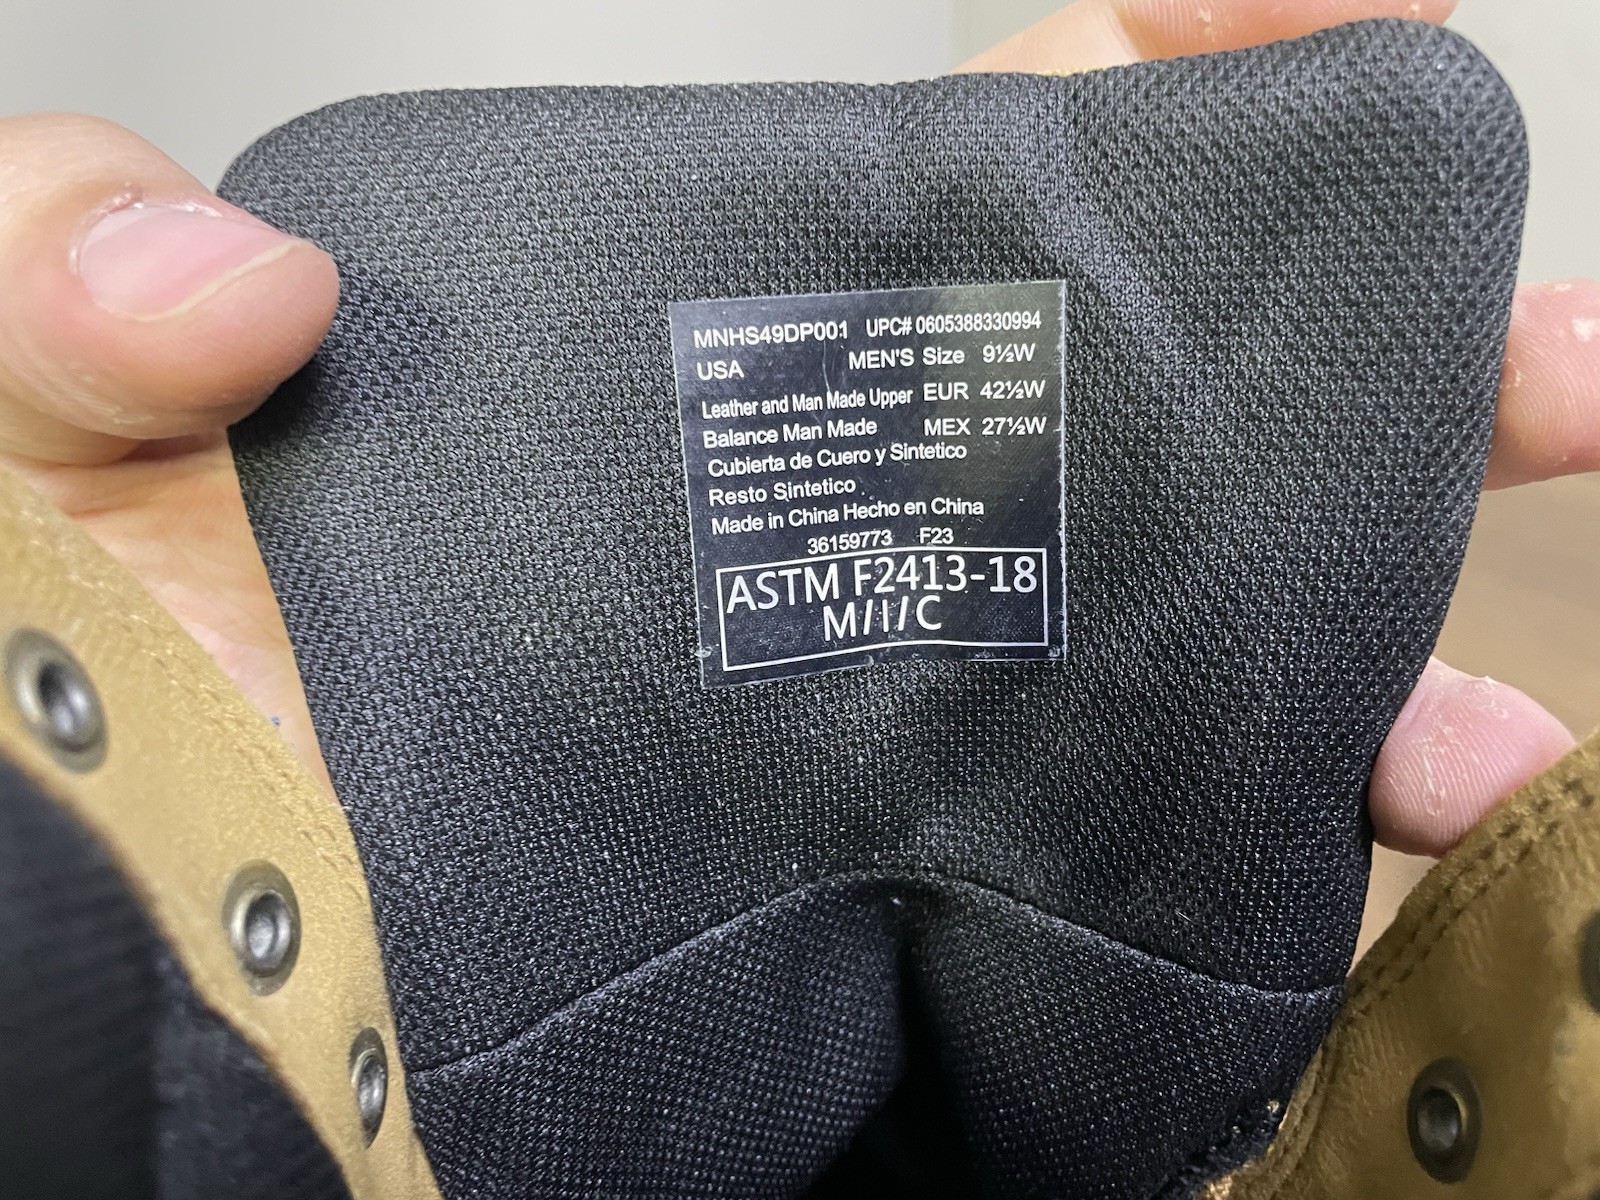 MNHS49DP001 UPC# 0605388330994
USA MEN'S Size 9½W
Leather and Man Made Upper EUR 42½W
Balance Man Made MEX 27½W
Cubierta de Cuero y Sintetico
Resto Sintetico
Made in China Hecho en China
36159773 F23
ASTM F2413-18
M/I/C